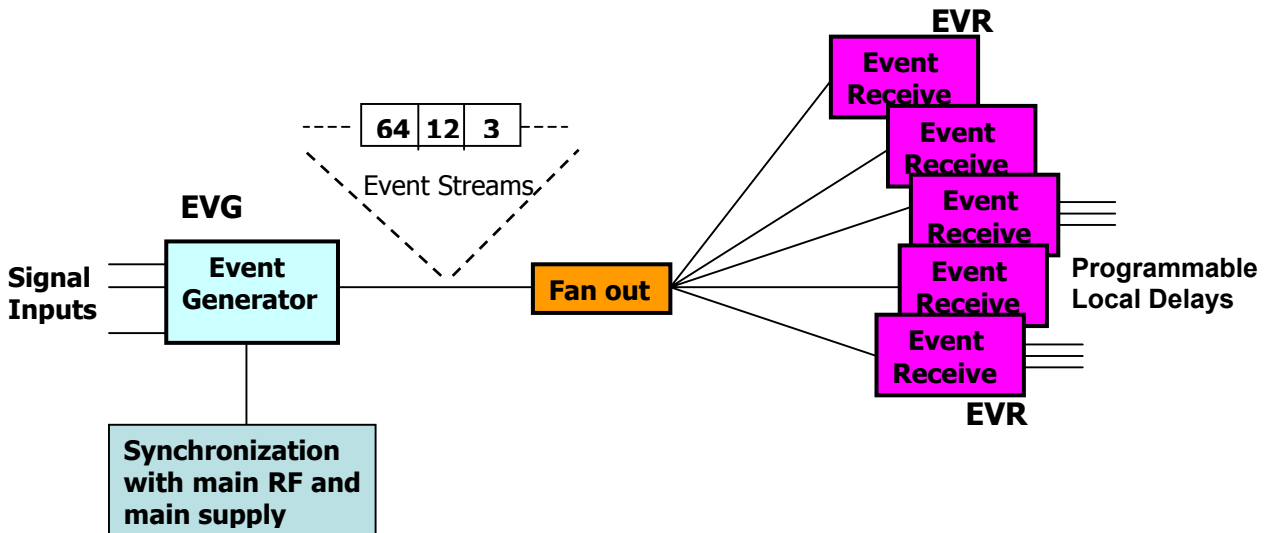 EVR
Event
Receive
Event
Receive
Event
Receive
Event
Receive
Event
Receive
EVR
64 12 3
Event Streams
EVG
Signal
Inputs
Event
Generator
Fan out
Programmable
Local Delays
Synchronization
with main RF and
main supply